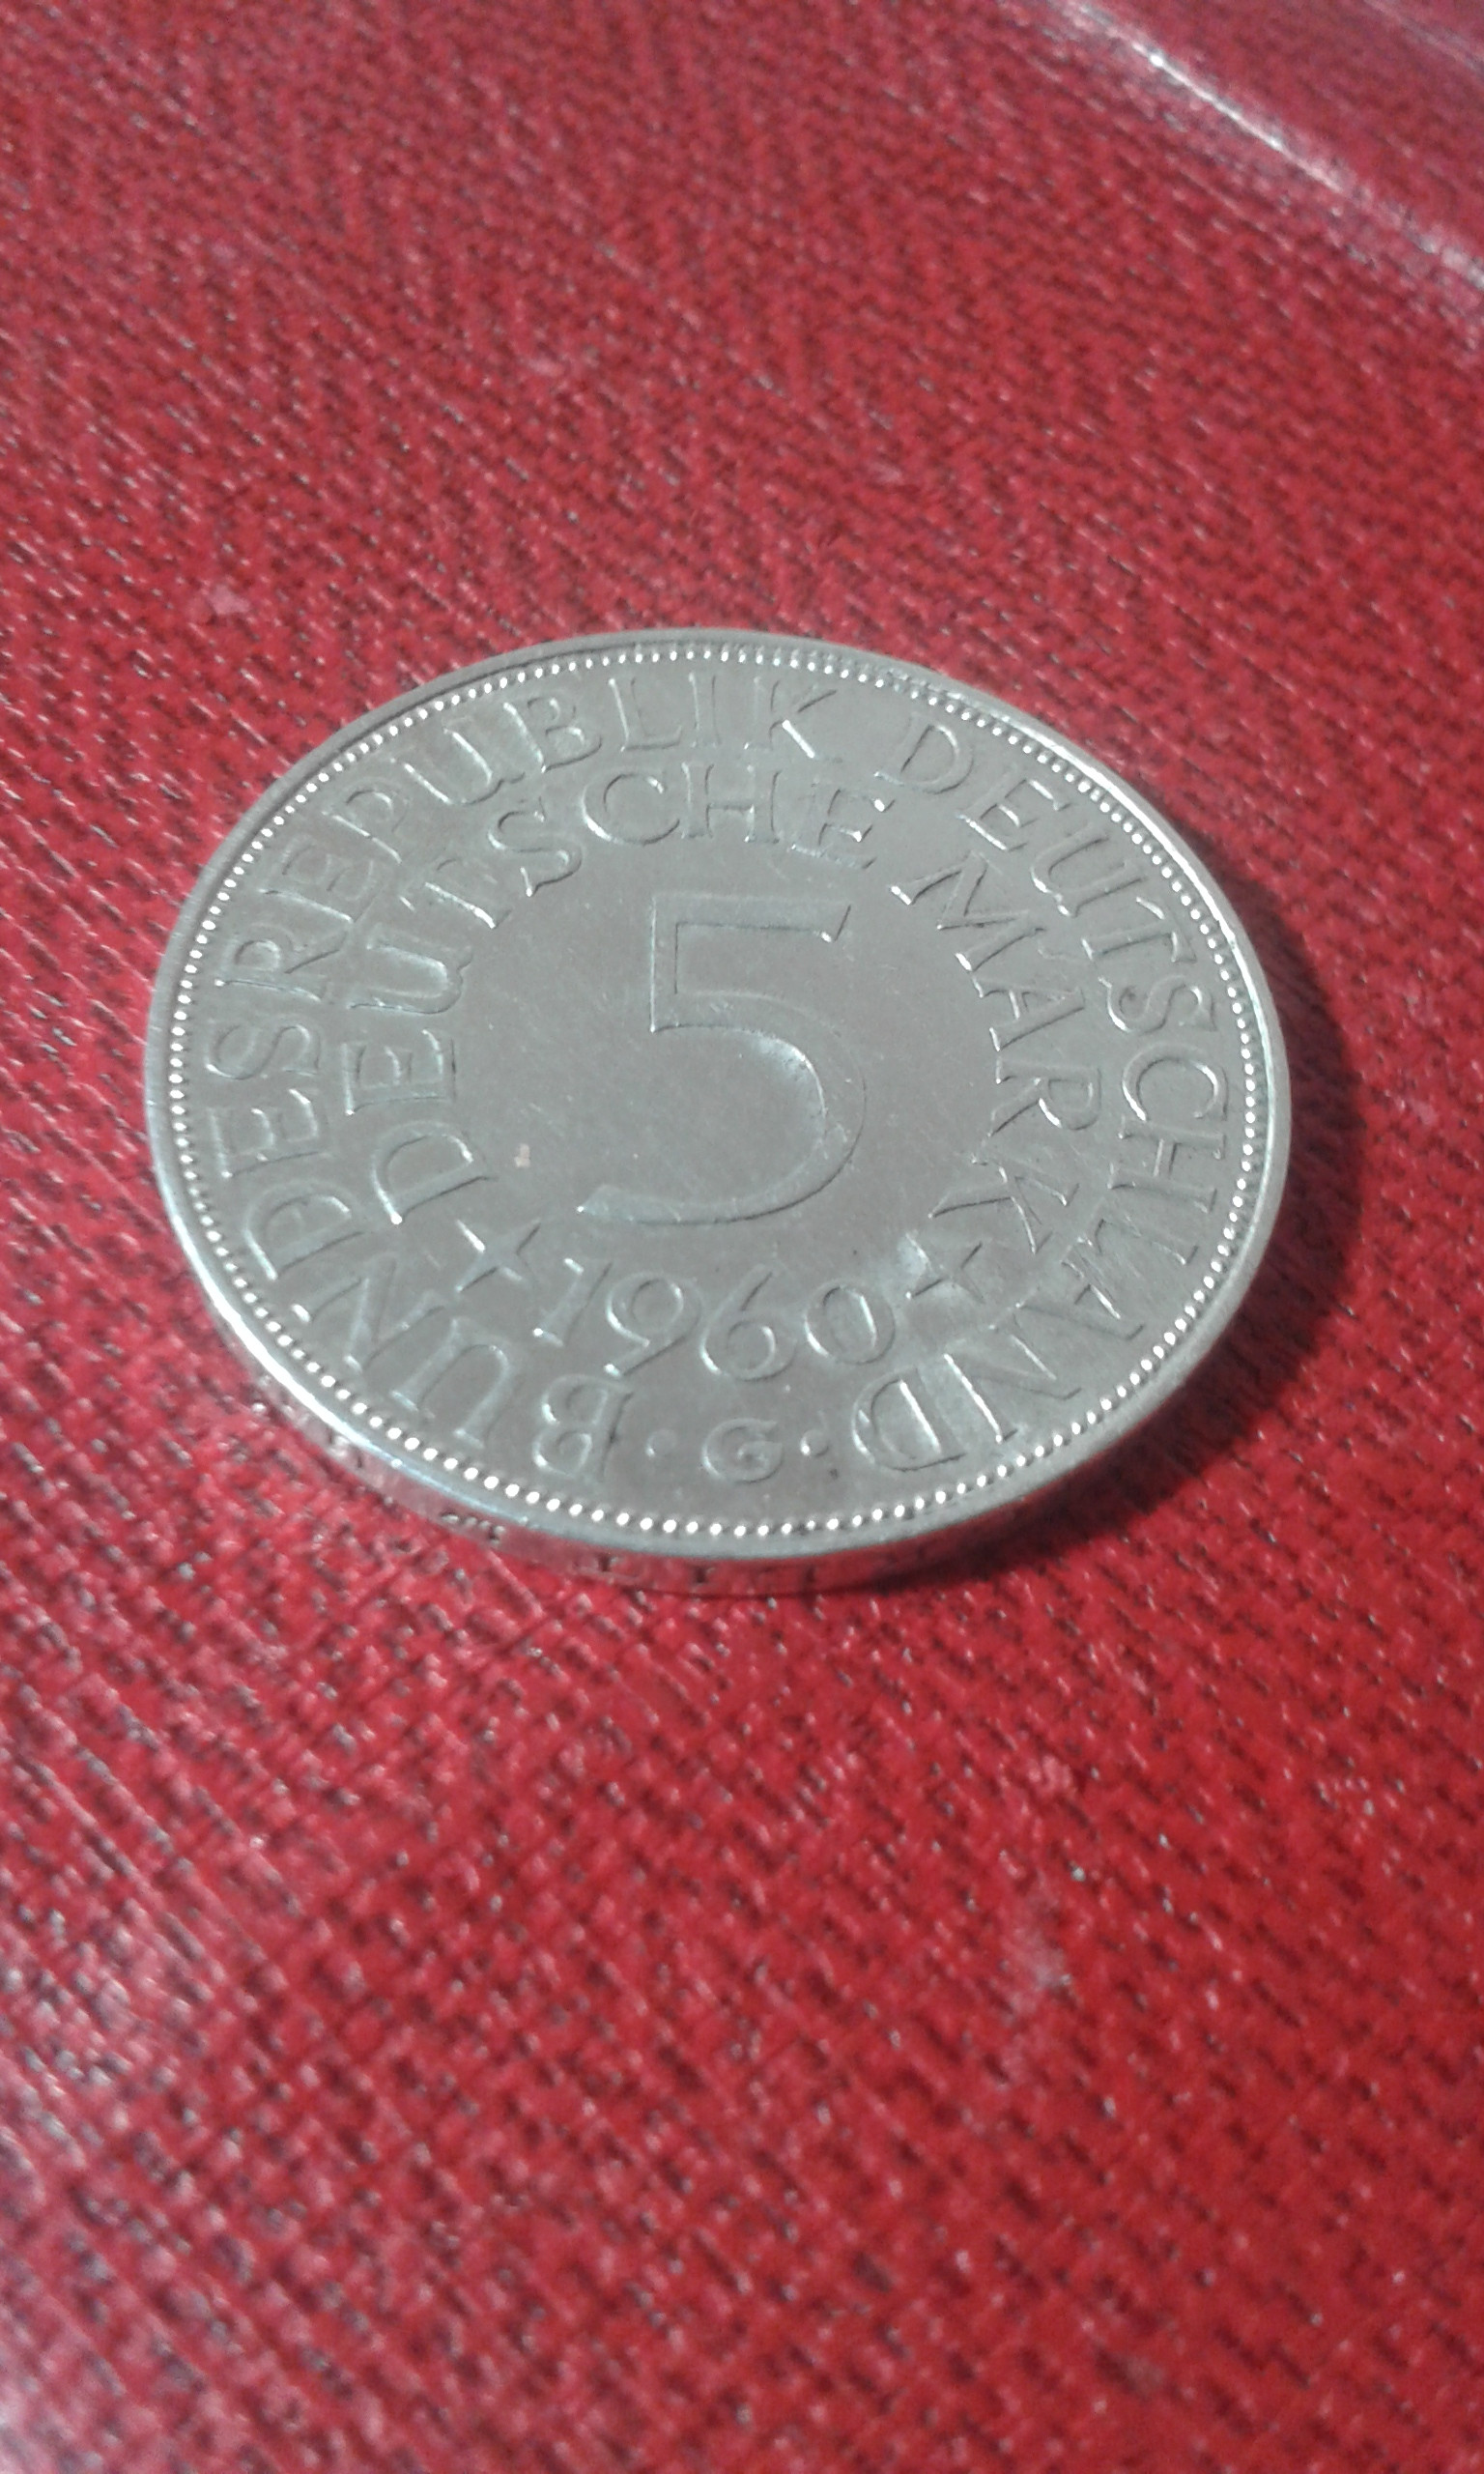 BUNDESREPUBLIK DEUTSCHLAND
DEUTSCHE MARK
5
1960
G